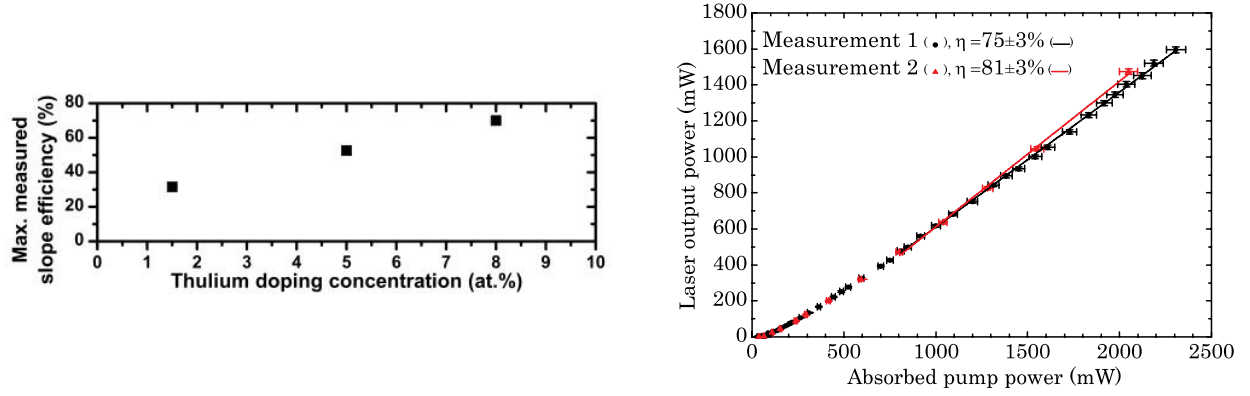 Max. measured
slope efficiency (%)
80
60
40
20
0
0 1 2 3 4 5 6 7 8 9 10
Thulium doping concentration (at.%)
Laser output power (mW)
1800
1600
1400
1200
1000
800
600
400
200
0
Measurement 1 ( ), η =75±3% ( )
Measurement 2 ( ), η =81±3% ( )
0 500 1000 1500 2000 2500
Absorbed pump power (mW)